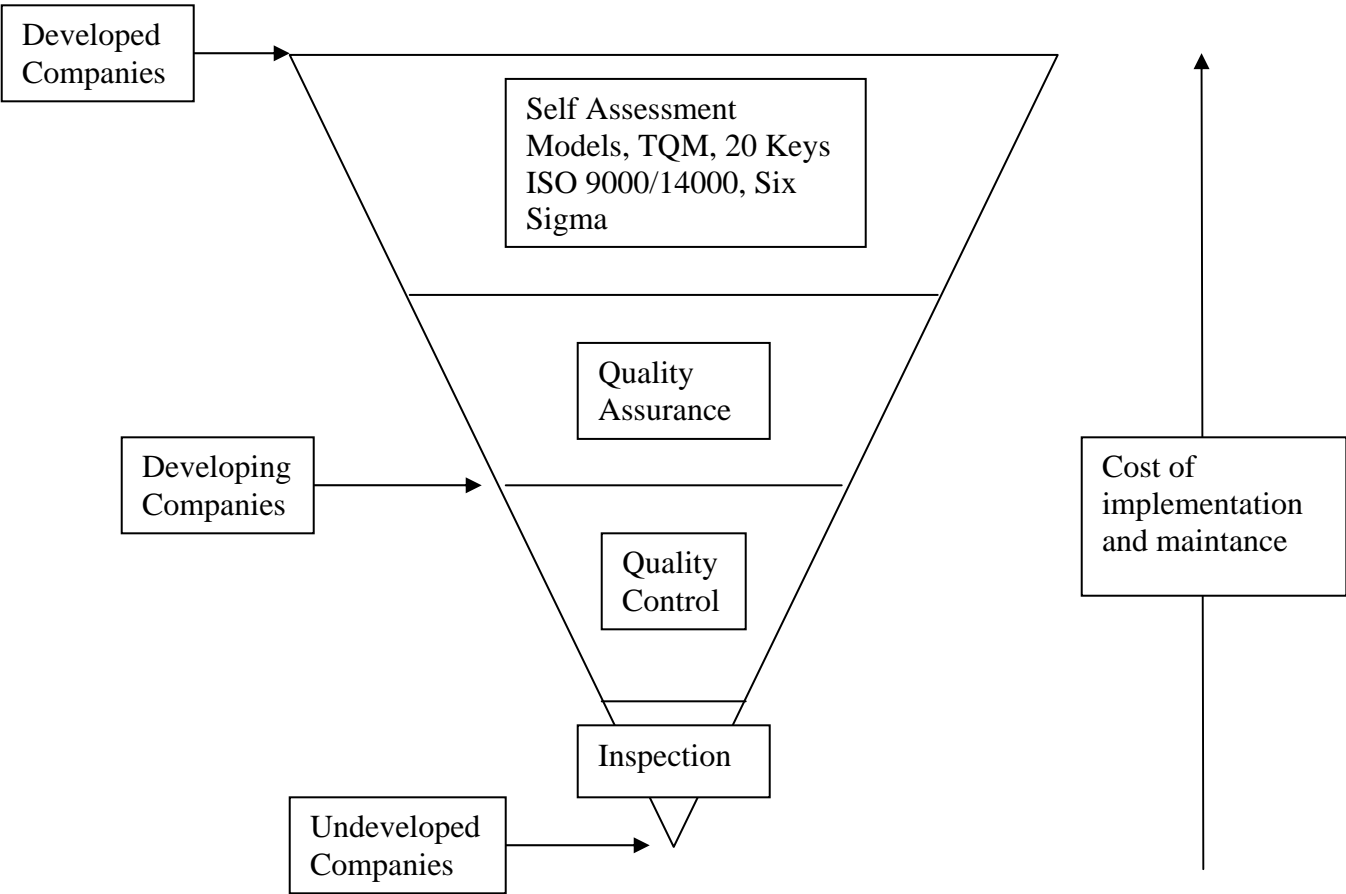 Developed
Companies
Self Assessment
Models, TQM, 20 Keys
ISO 9000/14000, Six
Sigma
Quality
Assurance
Developing
Companies
Cost of
implementation
and maintance
Quality
Control
Inspection
Undeveloped
Companies